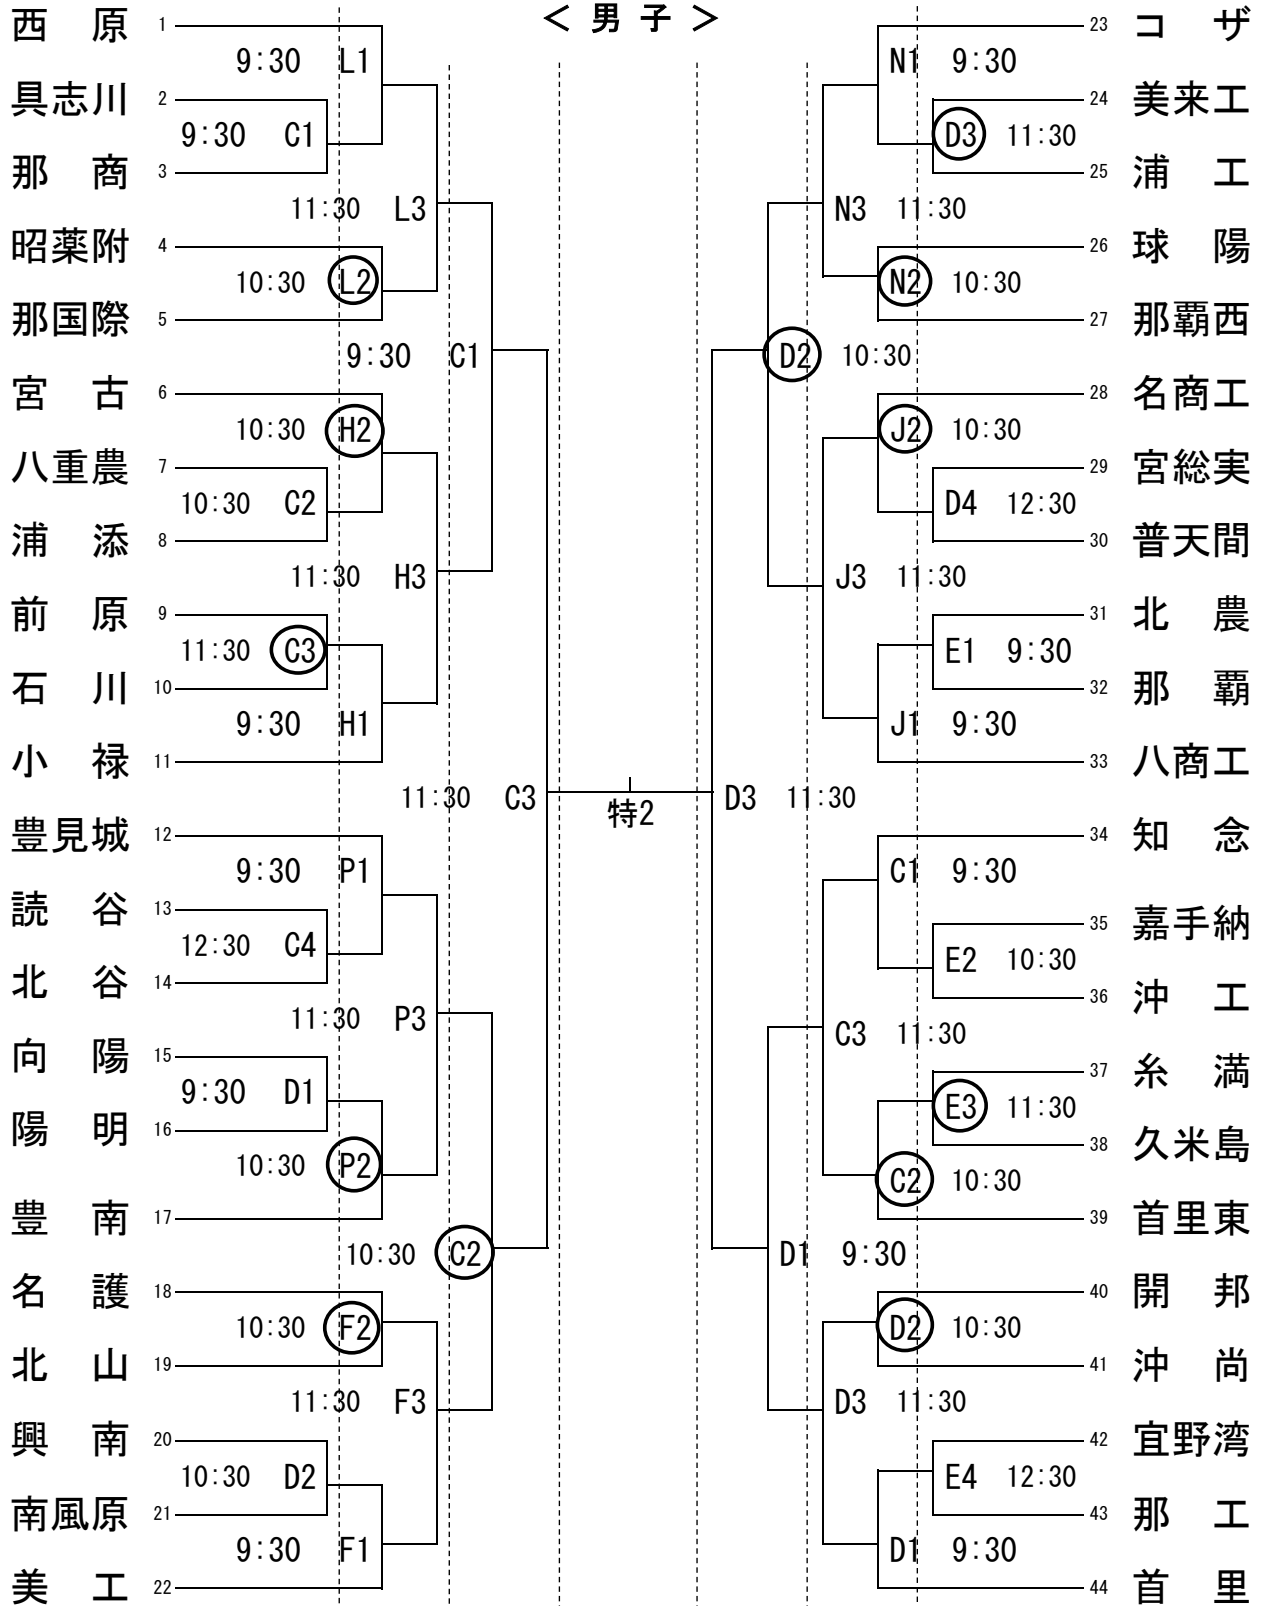 ＜ 男 子 ＞
西　原 1
9:30 L1
具志川 2
9:30 C1
那　商 3
11:30 L3
昭薬附 4
10:30 L2
那国際 5
9:30 C1
宮　古 6
10:30 H2
八重農 7
10:30 C2
浦　添 8
11:30 H3
前　原 9
11:30 C3
石　川 10
9:30 H1
小　禄 11
11:30 C3
豊見城 12
9:30 P1
読　谷 13
12:30 C4
北　谷 14
11:30 P3
向　陽 15
9:30 D1
陽　明 16
10:30 P2
豊　南 17
10:30 C2
名　護 18
10:30 F2
北　山 19
11:30 F3
興　南 20
10:30 D2
南風原 21
9:30 F1
美　工 22
特2
23 コ　ザ
N1 9:30
24 美来工
D3 11:30
25 浦　工
N3 11:30
26 球　陽
N2 10:30
27 那覇西
D2 10:30
28 名商工
J2 10:30
29 宮総実
D4 12:30
30 普天間
J3 11:30
31 北　農
E1 9:30
32 那　覇
J1 9:30
33 八商工
D3 11:30
34 知　念
C1 9:30
35 嘉手納
E2 10:30
36 沖　工
C3 11:30
37 糸　満
E3 11:30
38 久米島
C2 10:30
39 首里東
D1 9:30
40 開　邦
D2 10:30
41 沖　尚
D3 11:30
42 宜野湾
E4 12:30
43 那　工
D1 9:30
44 首　里